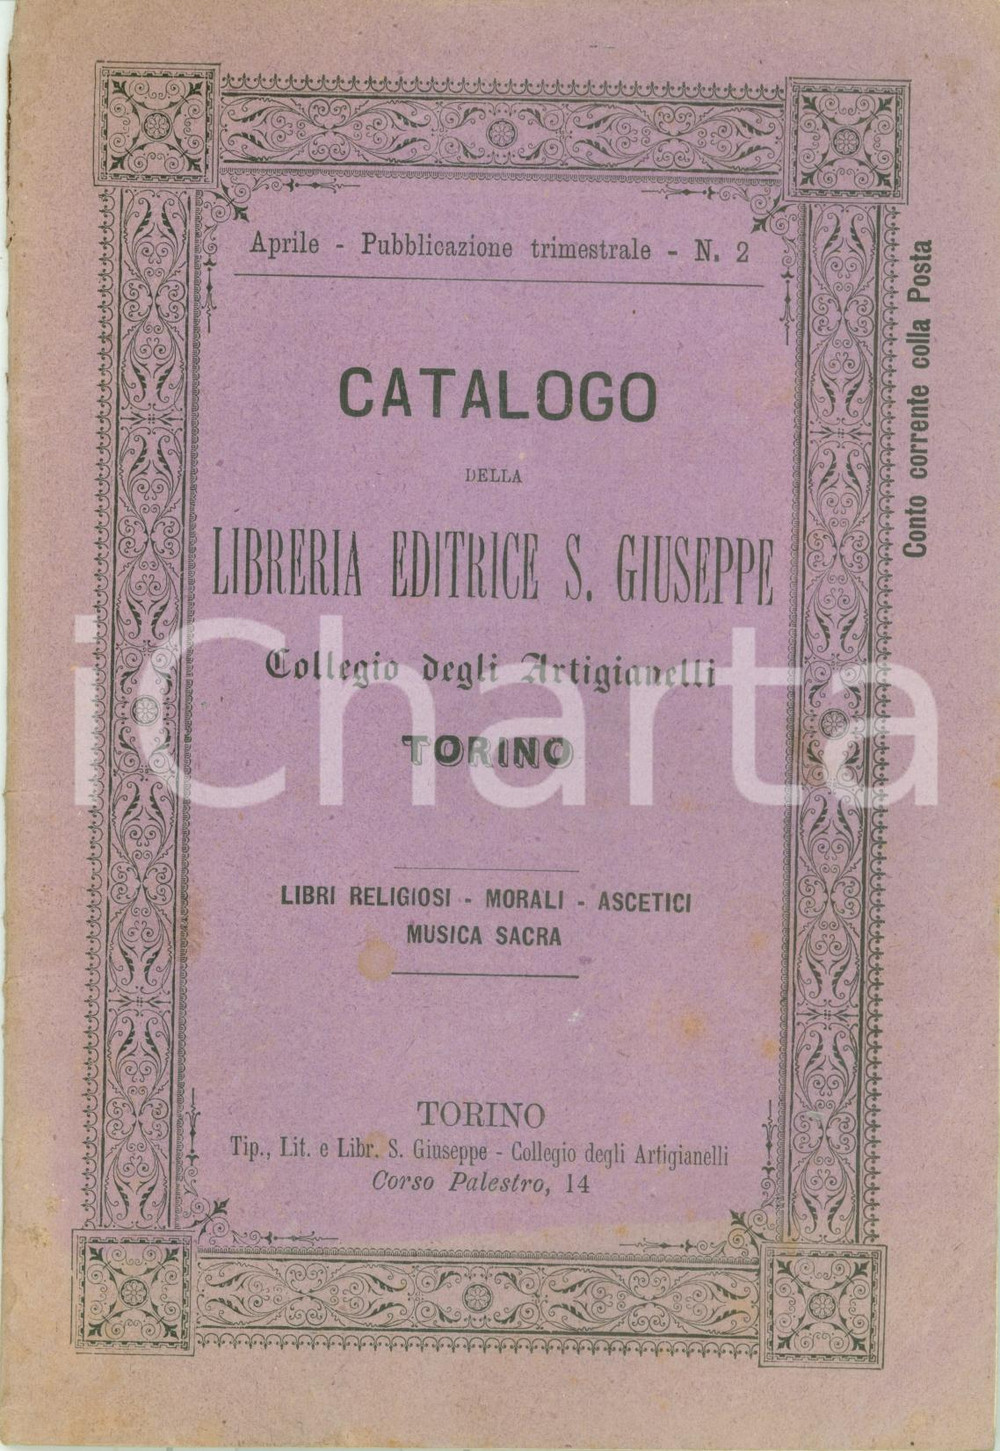 Aprile - Pubblicazione trimestrale - N. 2
CATALOGO
DELLA
LIBRERIA EDITRICE S. GIUSEPPE
Collegio degli Artigianelli
TORINO
LIBRI RELIGIOSI - MORALI - ASCETICI
MUSICA SACRA
TORINO
Tip., Lit. e Libr. S. Giuseppe - Collegio degli Artigianelli
Corso Palestro, 14
Conto corrente colla Posta
iCharta